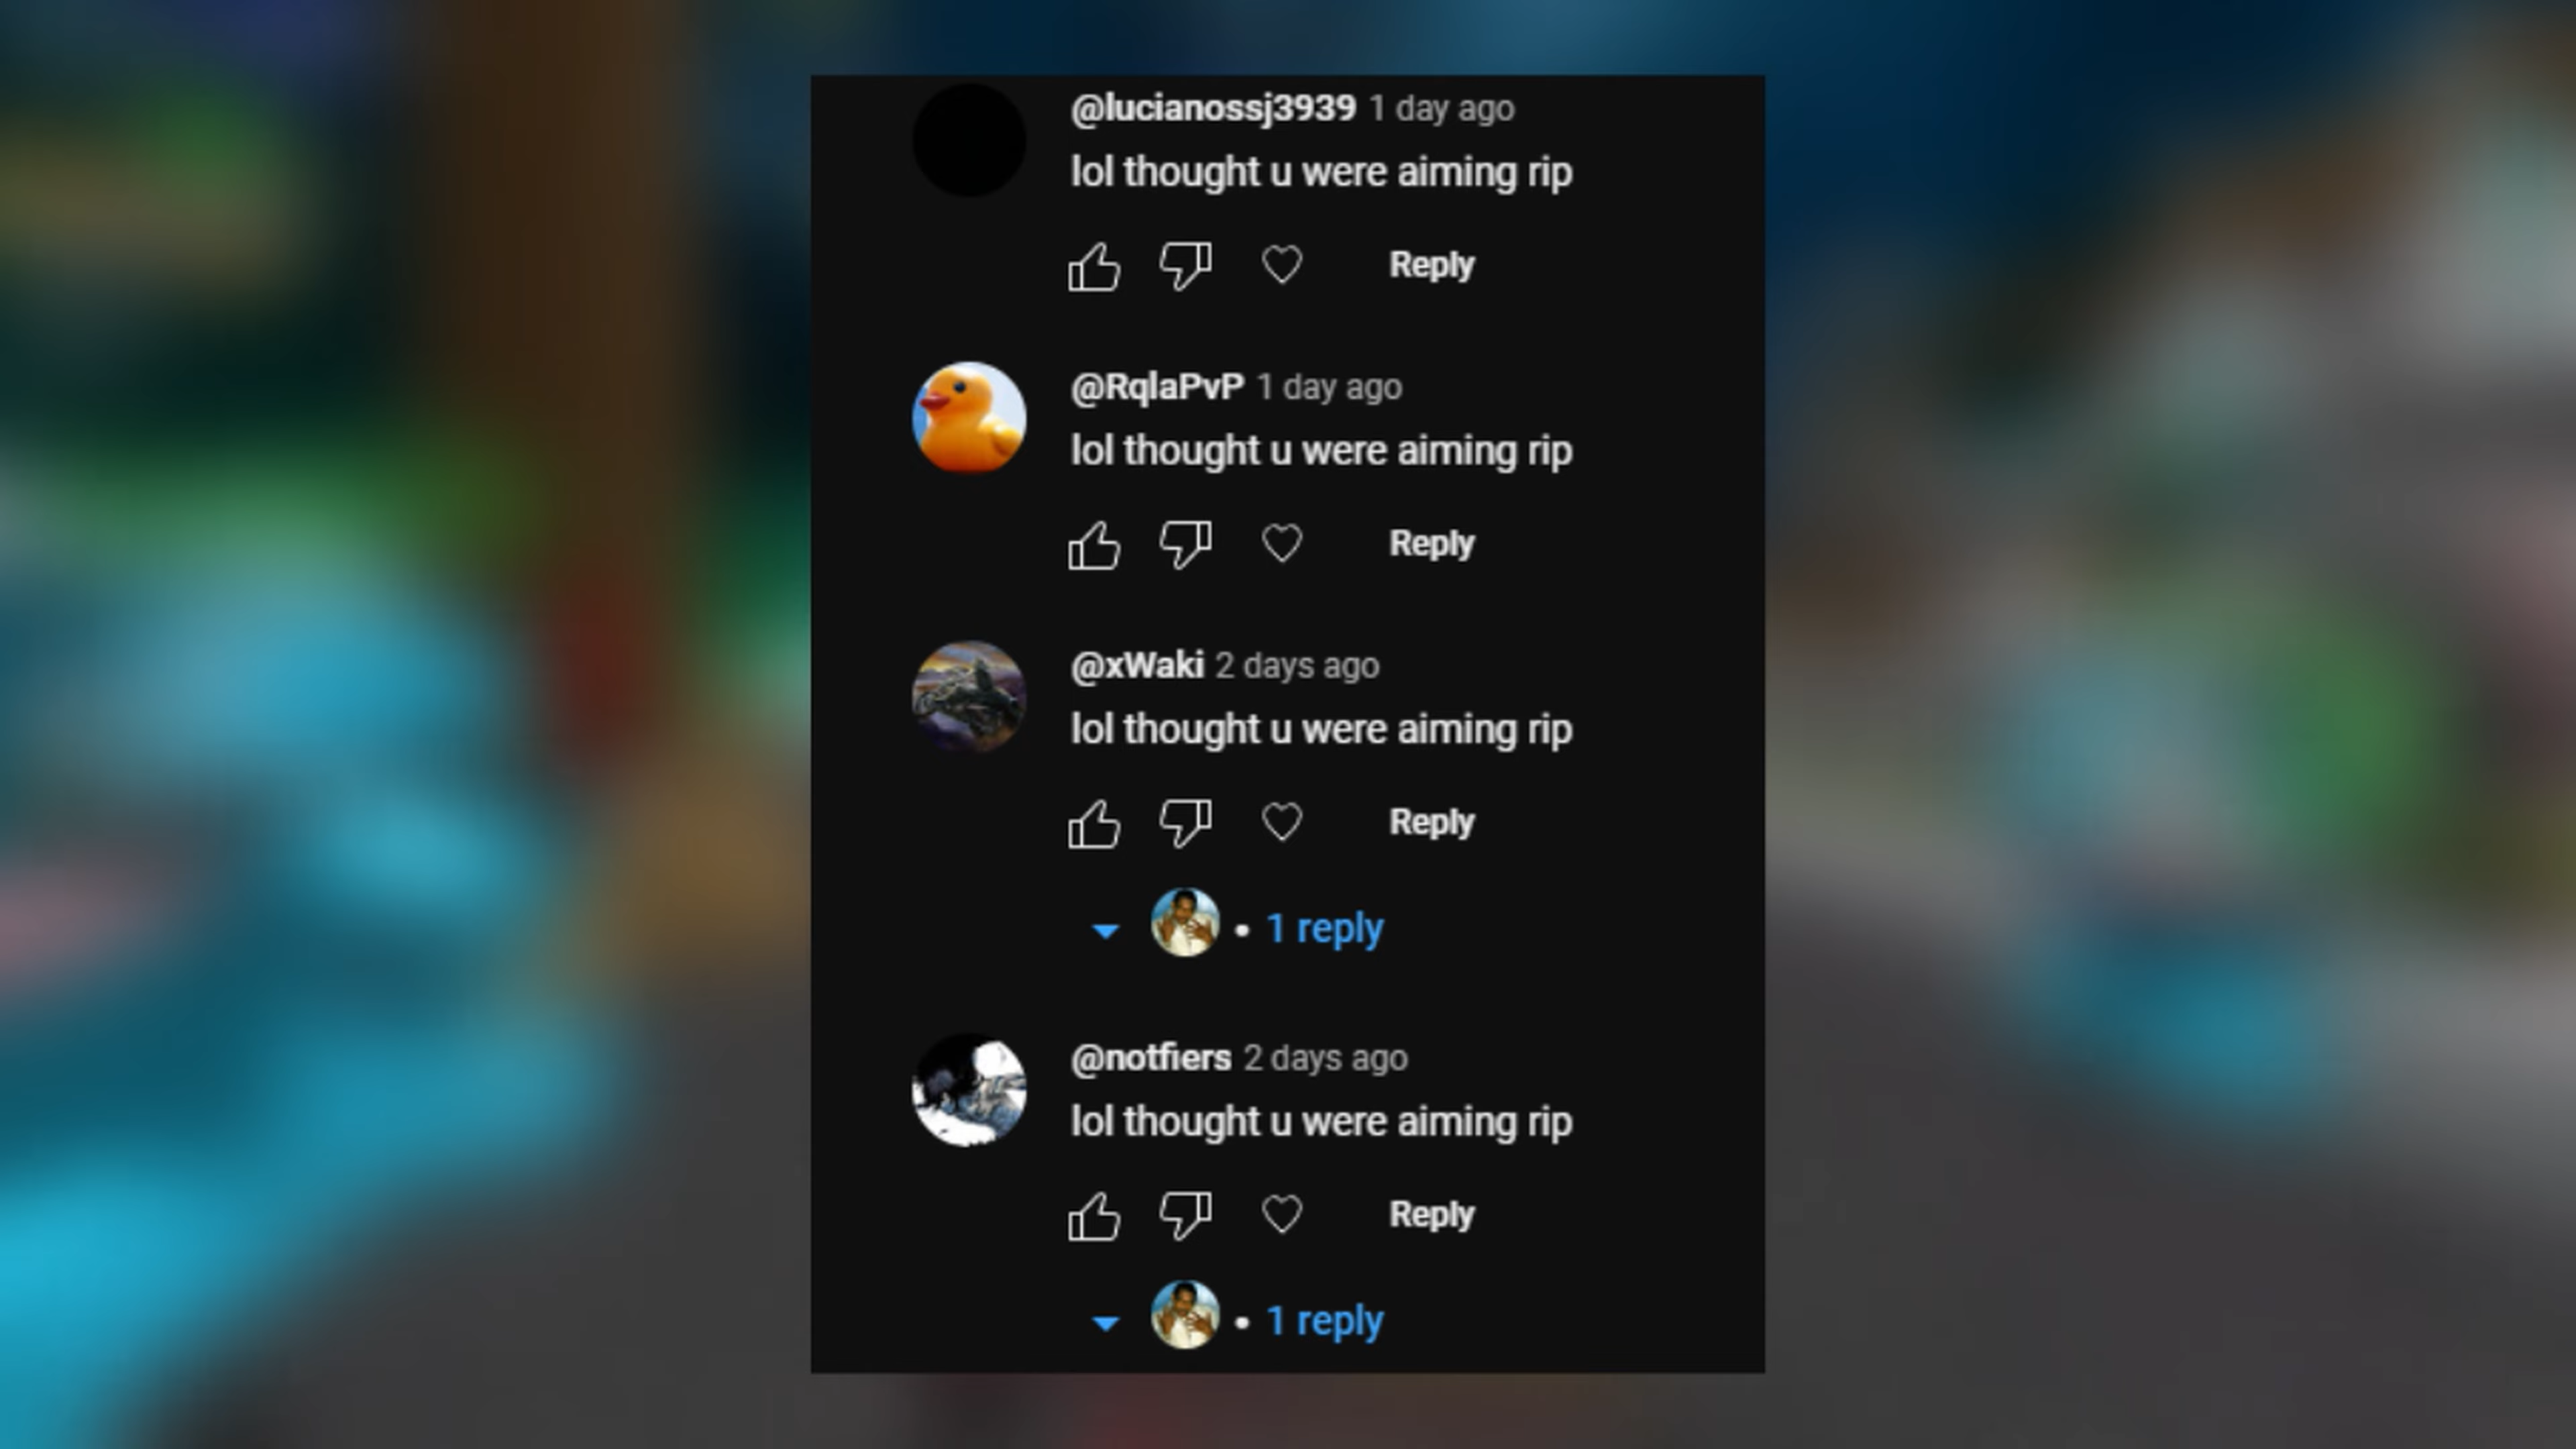 @lucianossj3939 1 day ago
lol thought u were aiming rip
Reply
@RqlaPvP 1 day ago
lol thought u were aiming rip
Reply
@xWaki 2 days ago
lol thought u were aiming rip
Reply
• 1 reply
@notfiers 2 days ago
lol thought u were aiming rip
Reply
• 1 reply